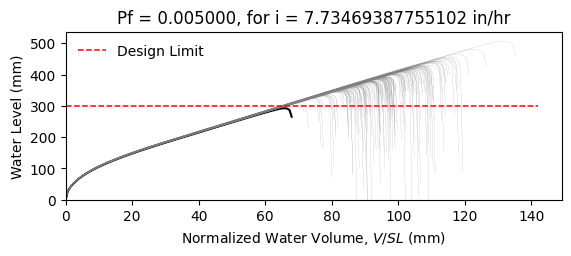 Pf = 0.005000, for i = 7.73469387755102 in/hr
Water Level (mm)
500
400
300
200
100
0
Design Limit
0 20 40 60 80 100 120 140
Normalized Water Volume, V/SL (mm)